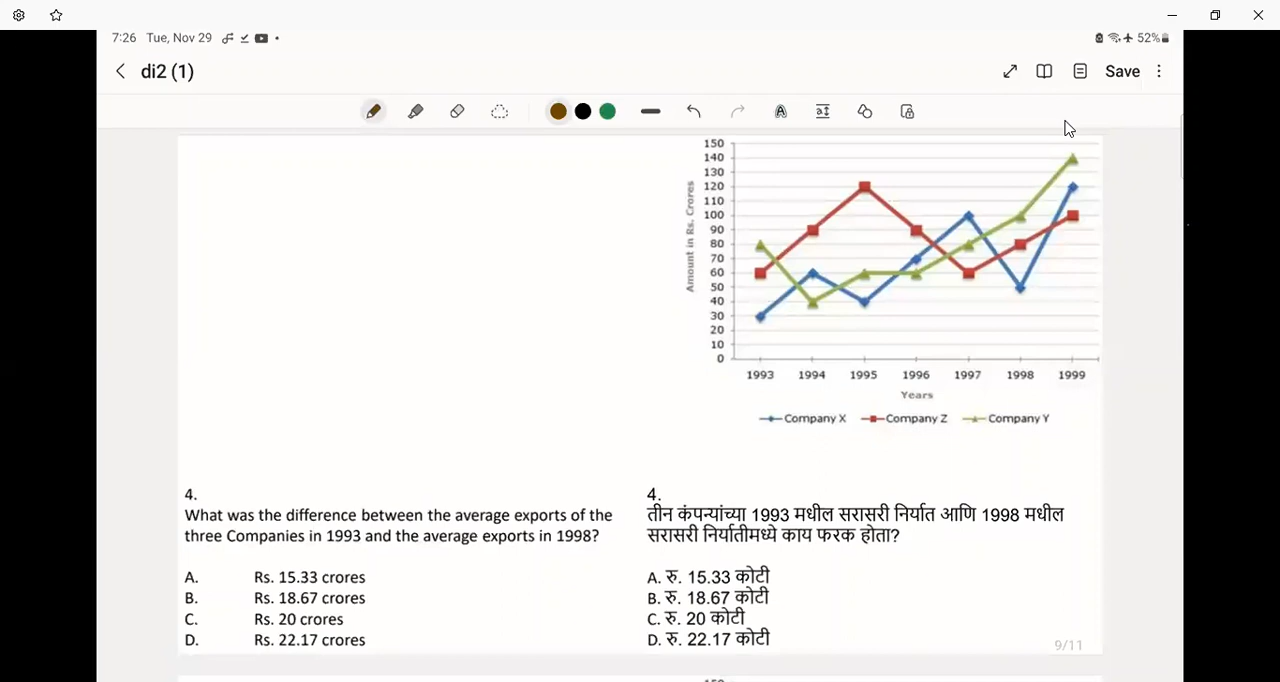 7:26 Tue, Nov 29
52%
di2 (1)
Save
150
140
130
120
110
100
90
80
70
60
50
40
30
20
10
0
Amount in Rs. Crores
1993 1994 1995 1996 1997 1998 1999
Years
Company X Company Z Company Y
4.
What was the difference between the average exports of the
three Companies in 1993 and the average exports in 1998?
A. Rs. 15.33 crores
B. Rs. 18.67 crores
C. Rs. 20 crores
D. Rs. 22.17 crores
4.
तीन कंपन्यांच्या 1993 मधील सरासरी निर्यात आणि 1998 मधील
सरासरी निर्यातीमध्ये काय फरक होता?
A. रु. 15.33 कोटी
B. रु. 18.67 कोटी
C. रु. 20 कोटी
D. रु. 22.17 कोटी
9/11